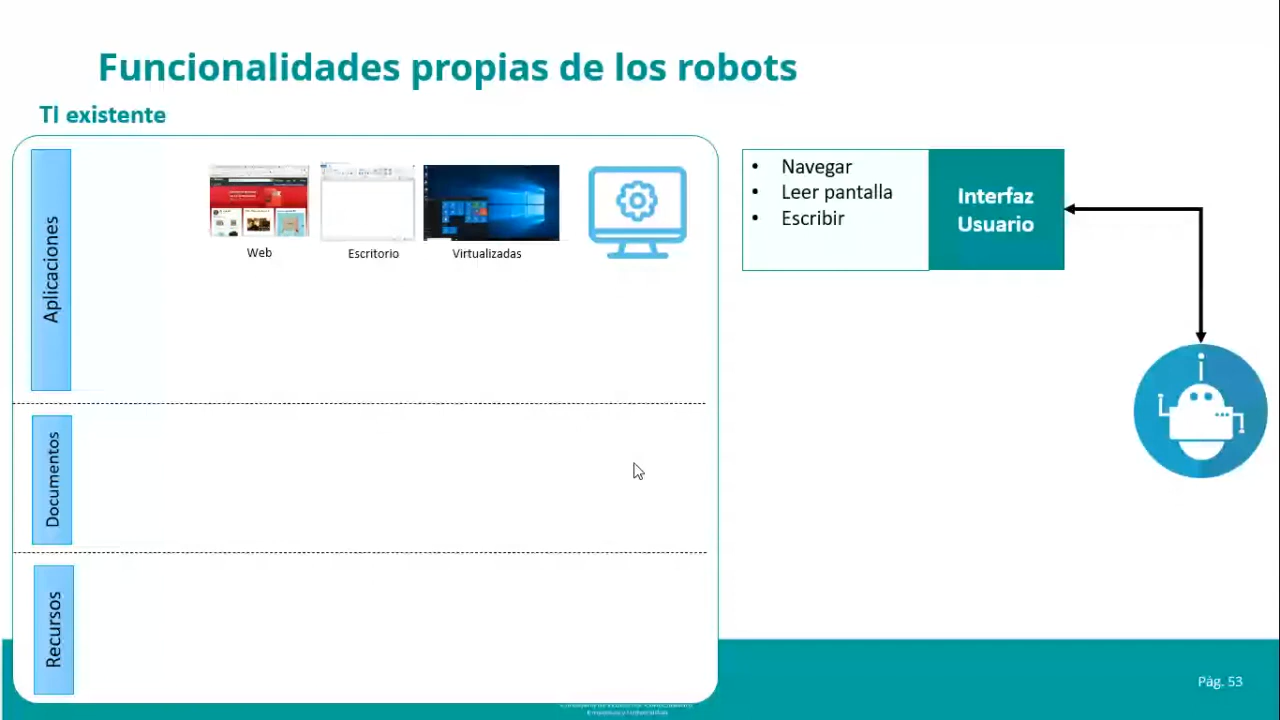 Funcionalidades propias de los robots
TI existente
Aplicaciones
Web
Escritorio
Virtualizadas
• Navegar
• Leer pantalla
• Escribir
Interfaz
Usuario
Documentos
Recursos
Pág. 53